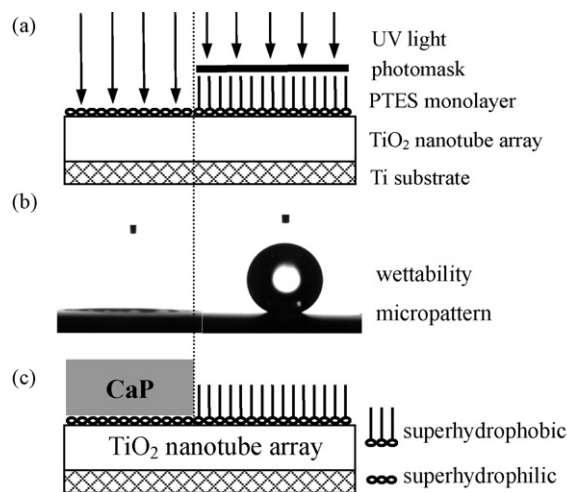 (a)
UV light
photomask
PTES monolayer
TiO₂ nanotube array
Ti substrate
(b)
wettability
micropattern
(c)
CaP
TiO₂ nanotube array
superhydrophobic
superhydrophilic